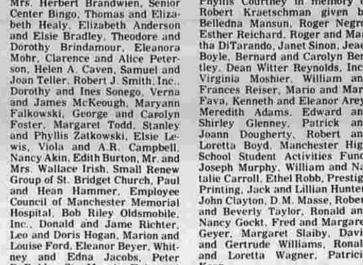 Mrs. Herbert Brandwien, Senior
Center Bingo, Thomas and Eliza-
beth Healy, Elizabeth Anderson
and Elsie Bradley, Theodore and
Dorothy Brindamour, Eleanora
Mohr, Clarence and Alice Peter-
son, Helen A. Caven, Samuel and
Joan Teller, Robert J. Smith, Inc.,
Dorothy and Ines Sonego, Verna
and James McKeough, Maryann
Falkowski, George and Carolyn
Foster, Margaret Todd, Stanley
and Phyllis Zatkowski, Elsie Le-
wis, Viola and A.R. Campbell,
Nancy Akin, Edith Burton, Mr. and
Mrs. Wallace Irish, Small Renew
Group of St. Bridget Church, Paul
and Hean Hammer, Employee
Council of Manchester Memorial
Hospital, Bob Riley Oldsmobile,
Inc., Donald and Jame Richter,
Leo and Doris Hogan, Marion and
Louise Ford, Eleanor Beyer, Whit-
ney and Edna Jacobs, Peter
Phyllis Courtney in memory
Robert Kraetschman given b
Belledna Mansun, Roger Negr
Esther Reichard, Roger and Mar
tha DiTarando, Janet Sinon, Jea
Boyle, Bernard and Carolyn Ben
tley, Dean Witter Reynolds, Inc
Virginia Moshier, William an
Frances Reiser, Mario and Mar
Fava, Kenneth and Eleanor Arey
Meredith Adams, Edward an
Shirley Glenney, Patrick an
Joann Dougherty, Robert an
Loretta Boyd, Manchester Hig
School Student Activities Fund
Joseph Murphy, William and Na
talie Carroll, Ethel Robb, Prestig
Printing, Jack and Lillian Hunter
John Clayton, D.M. Masse, Rober
and Beverly Taylor, Ronald an
Nancy Gockt, Fred and Margare
Geyer, Margaret Slaiby, Davi
and Gertrude Williams, Ronal
and Loretta Wagner, Patrici